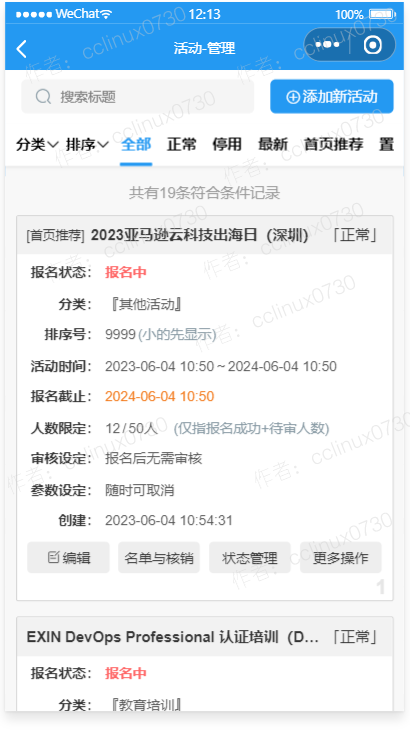 WeChat 12:13 100%
活动-管理
搜索标题 添加新活动
分类 排序 全部 正常 停用 最新 首页推荐 置
共有19条符合条件记录
[首页推荐] 2023亚马逊云科技出海日（深圳） 「正常」
报名状态： 报名中
分类： 『其他活动』
排序号： 9999 (小的先显示)
活动时间： 2023-06-04 10:50 ~ 2024-06-04 10:50
报名截止： 2024-06-04 10:50
人数限定： 12 / 50人 (仅指报名成功+待审人数)
审核设定： 报名后无需审核
参数设定： 随时可取消
创建： 2023-06-04 10:54:31
编辑 名单与核销 状态管理 更多操作
1
EXIN DevOps Professional 认证培训（D... 「正常」
报名状态： 报名中
分类： 『教育培训』
作者：cclinux0730
作者：cclinux0730
作者：cclinux0730
作者：cclinux0730
作者：cclinux0730
作者：cclinux0730
作者：cclinux0730
作者：cclinux0730